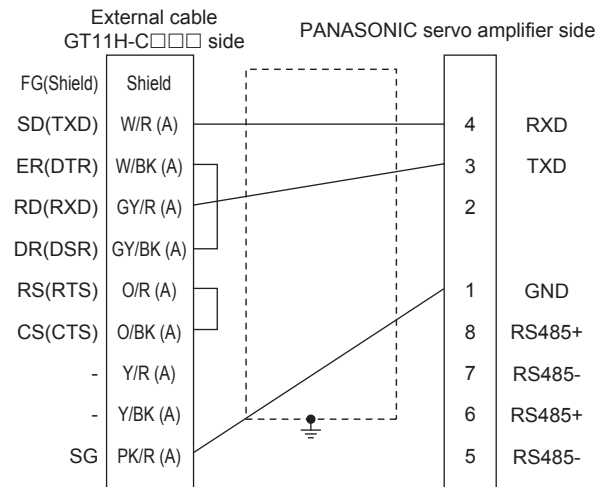 External cable
GT11H-C□□□ side
PANASONIC servo amplifier side
FG(Shield) Shield
SD(TXD) W/R (A) 4 RXD
ER(DTR) W/BK (A) 3 TXD
RD(RXD) GY/R (A) 2
DR(DSR) GY/BK (A)
RS(RTS) O/R (A) 1 GND
CS(CTS) O/BK (A) 8 RS485+
- Y/R (A) 7 RS485-
- Y/BK (A) 6 RS485+
SG PK/R (A) 5 RS485-